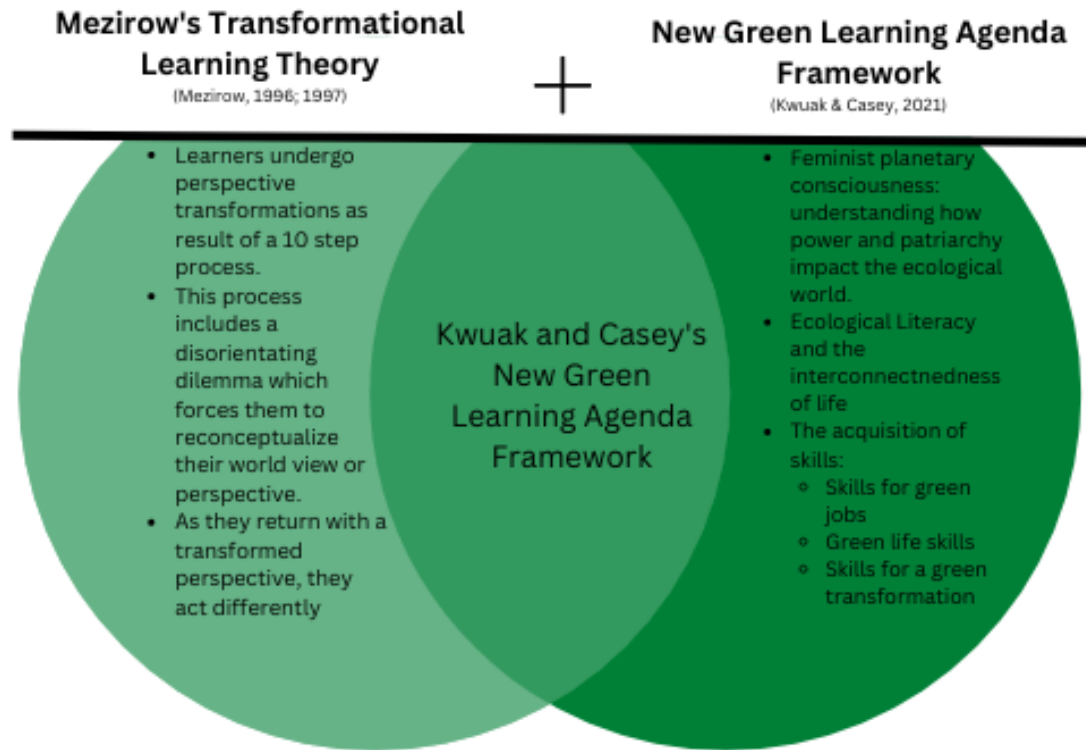 Mezirow's Transformational
Learning Theory
(Mezirow, 1996; 1997)
+
New Green Learning Agenda
Framework
(Kwuak & Casey, 2021)
• Learners undergo
perspective
transformations as
result of a 10 step
process.
• This process
includes a
disorientating
dilemma which
forces them to
reconceptualize
their world view or
perspective.
• As they return with a
transformed
perspective, they
act differently
Kwuak and Casey's
New Green
Learning Agenda
Framework
• Feminist planetary
consciousness:
understanding how
power and patriarchy
impact the ecological
world.
• Ecological Literacy
and the
interconnectnedness
of life
• The acquisition of
skills:
◦ Skills for green
jobs
◦ Green life skills
◦ Skills for a green
transformation